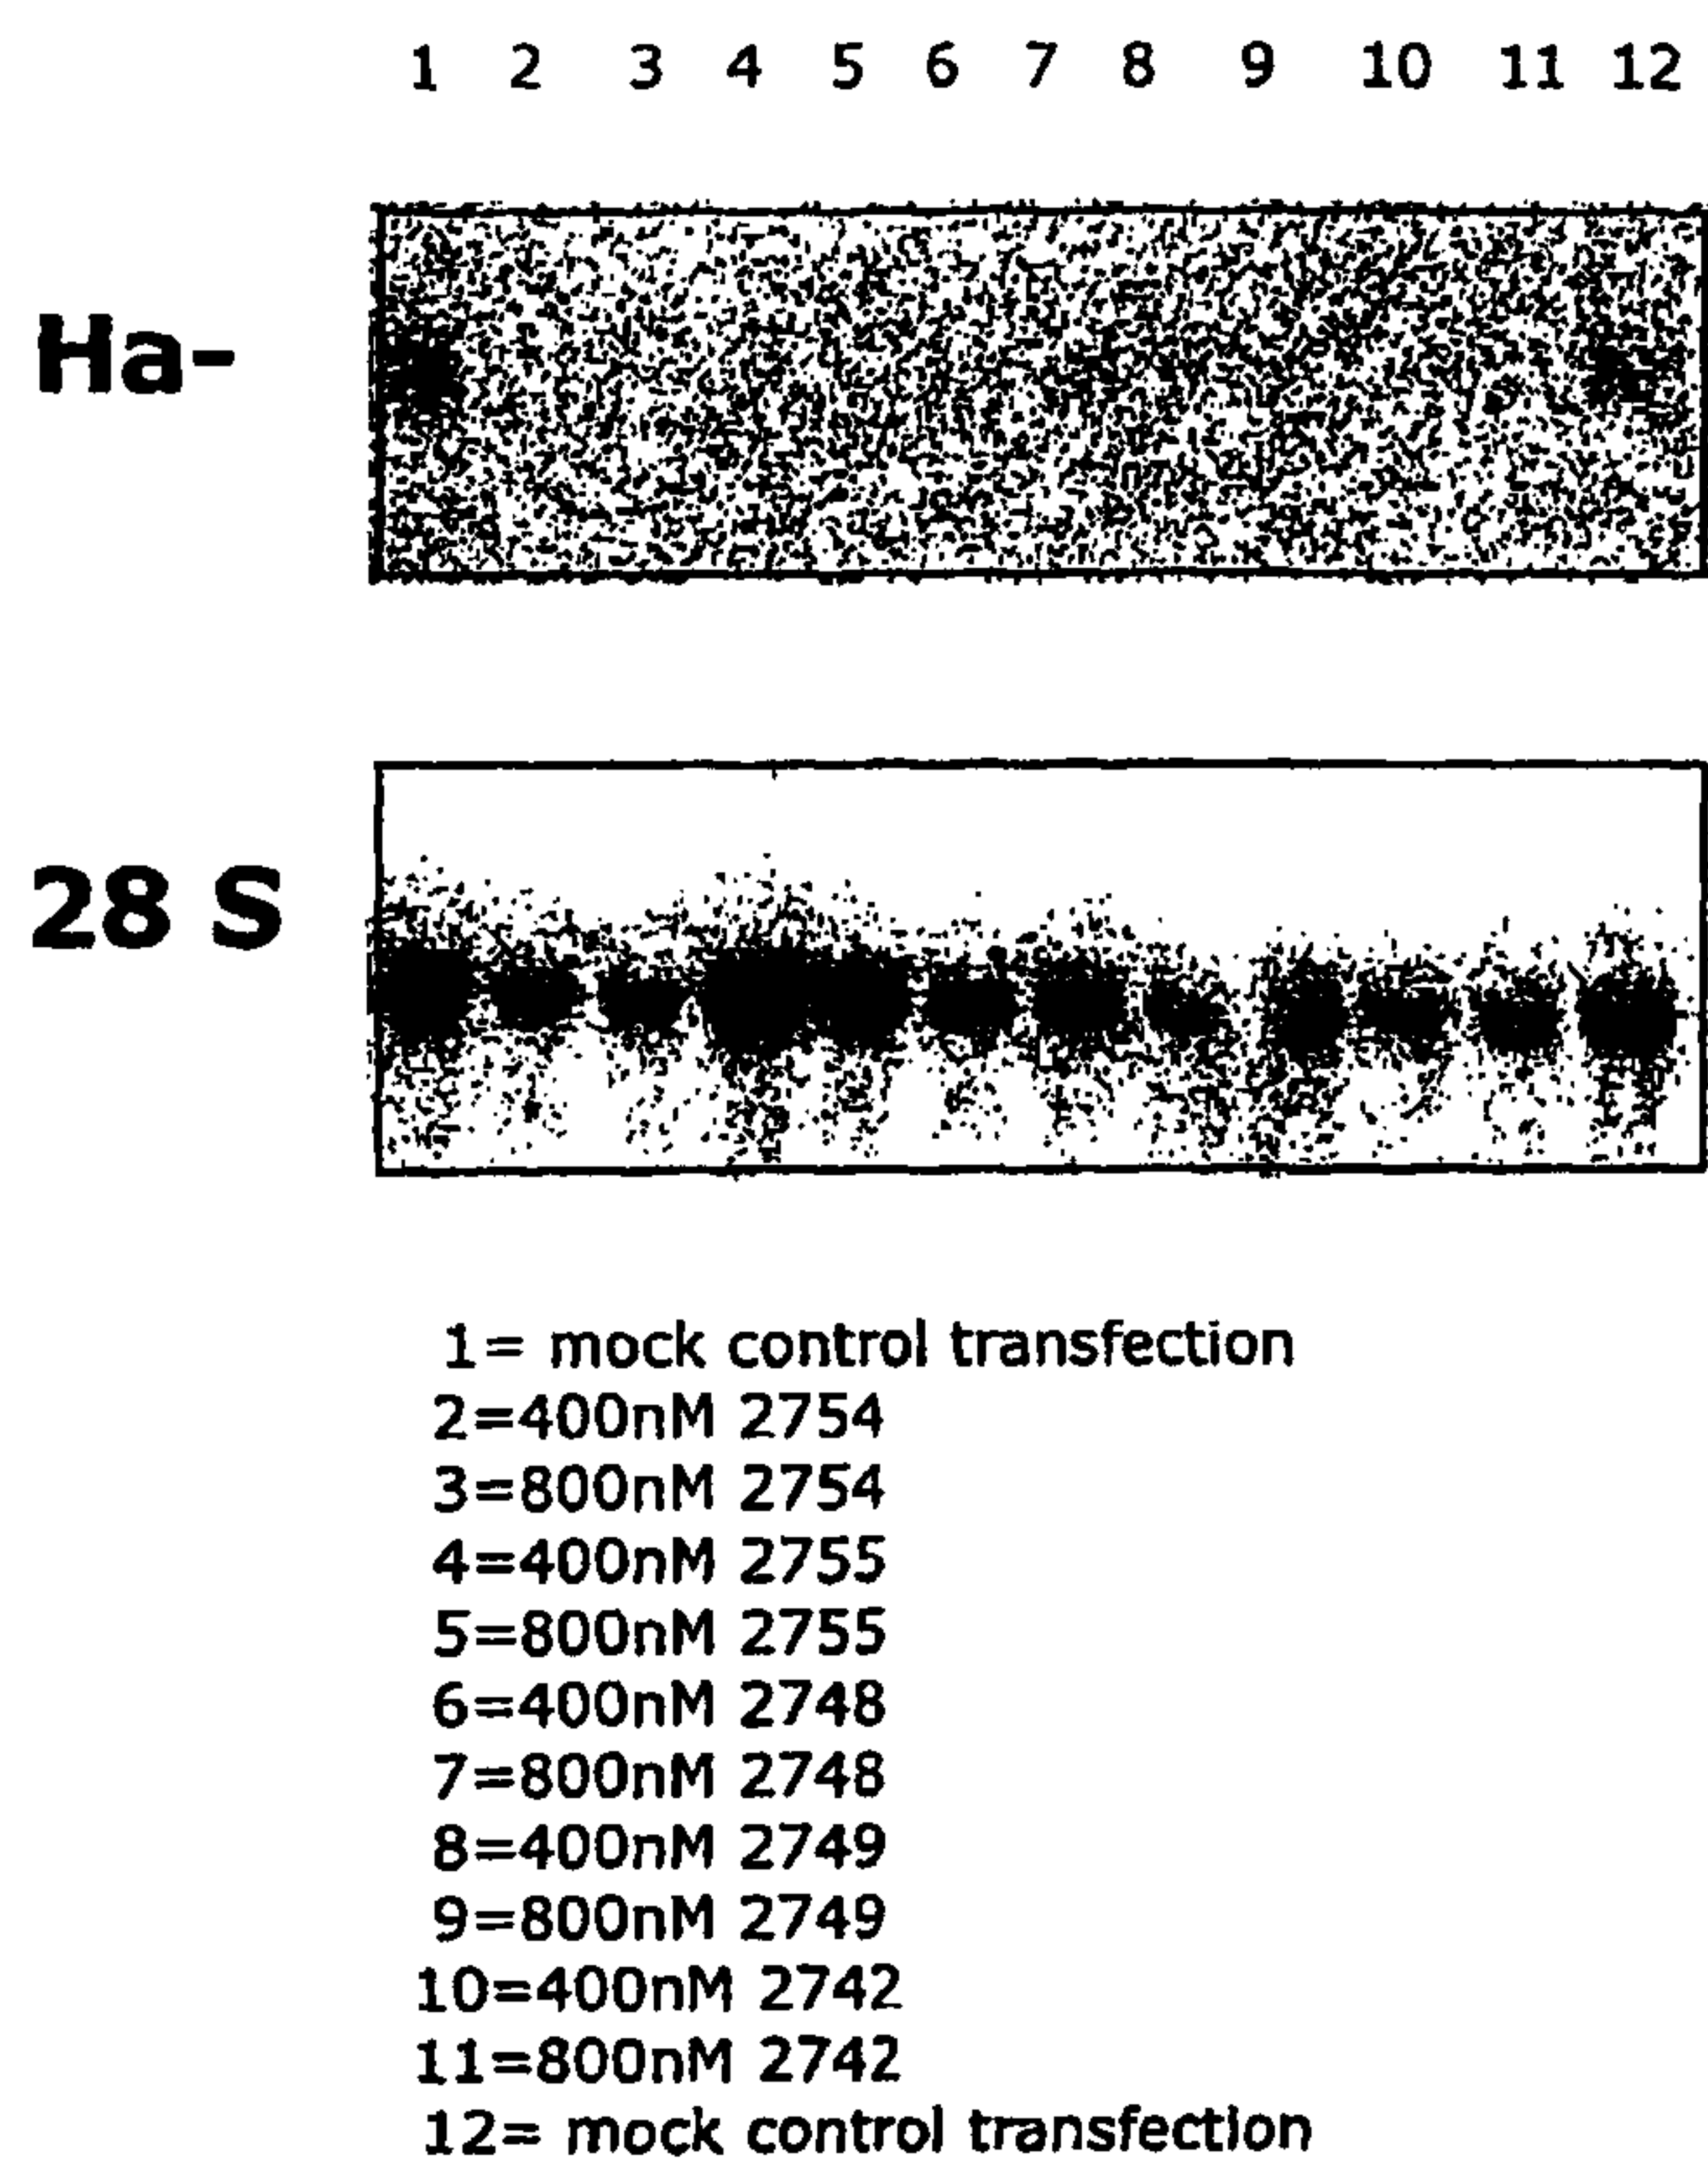 1 2 3 4 5 6 7 8 9 10 11 12
Ha-
28 S
1= mock control transfection
2=400nM 2754
3=800nM 2754
4=400nM 2755
5=800nM 2755
6=400nM 2748
7=800nM 2748
8=400nM 2749
9=800nM 2749
10=400nM 2742
11=800nM 2742
12= mock control transfection